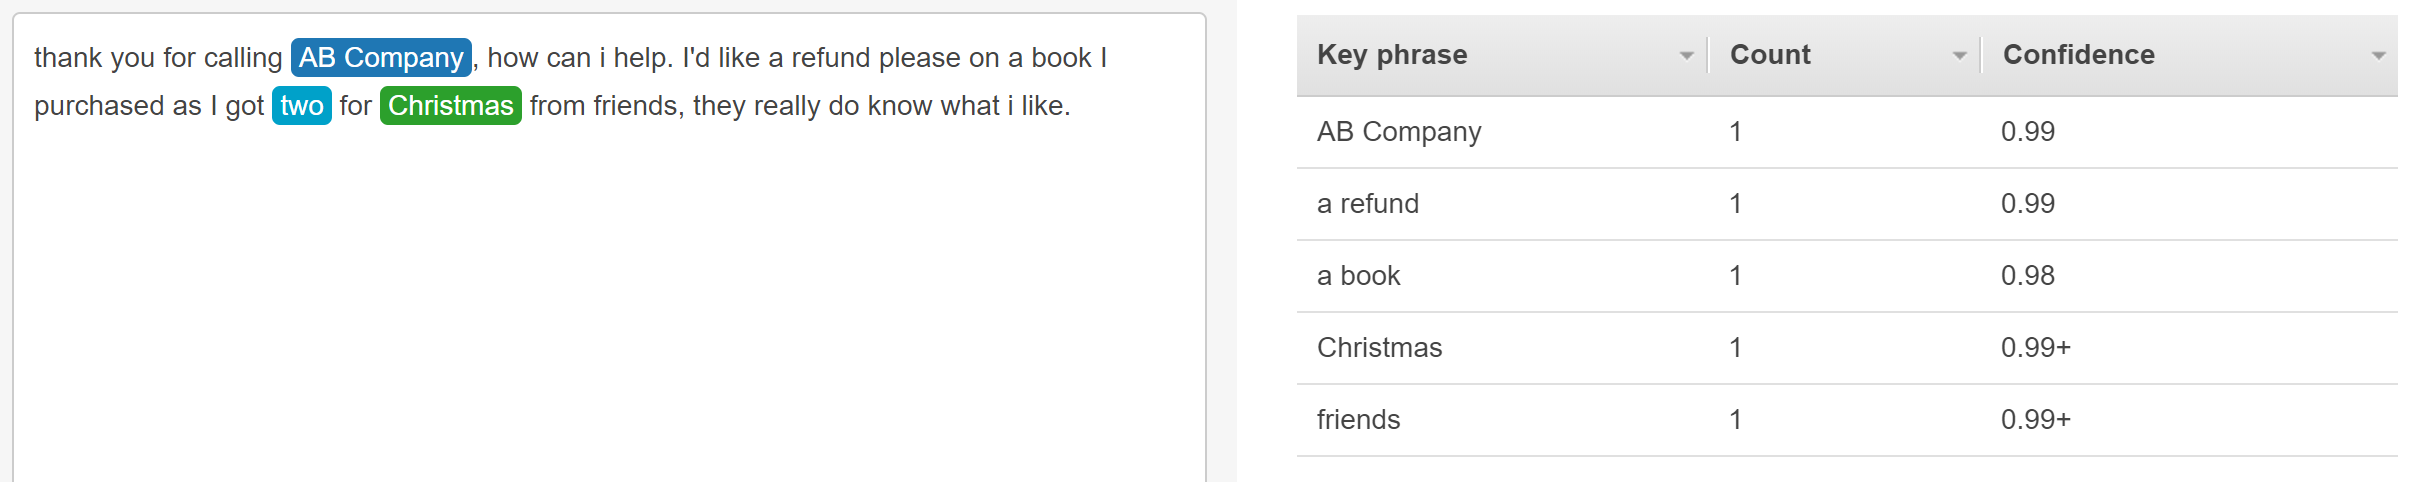 thank you for calling AB Company, how can i help. I'd like a refund please on a book I
purchased as I got two for Christmas from friends, they really do know what i like.
Key phrase Count Confidence
AB Company 1 0.99
a refund 1 0.99
a book 1 0.98
Christmas 1 0.99+
friends 1 0.99+